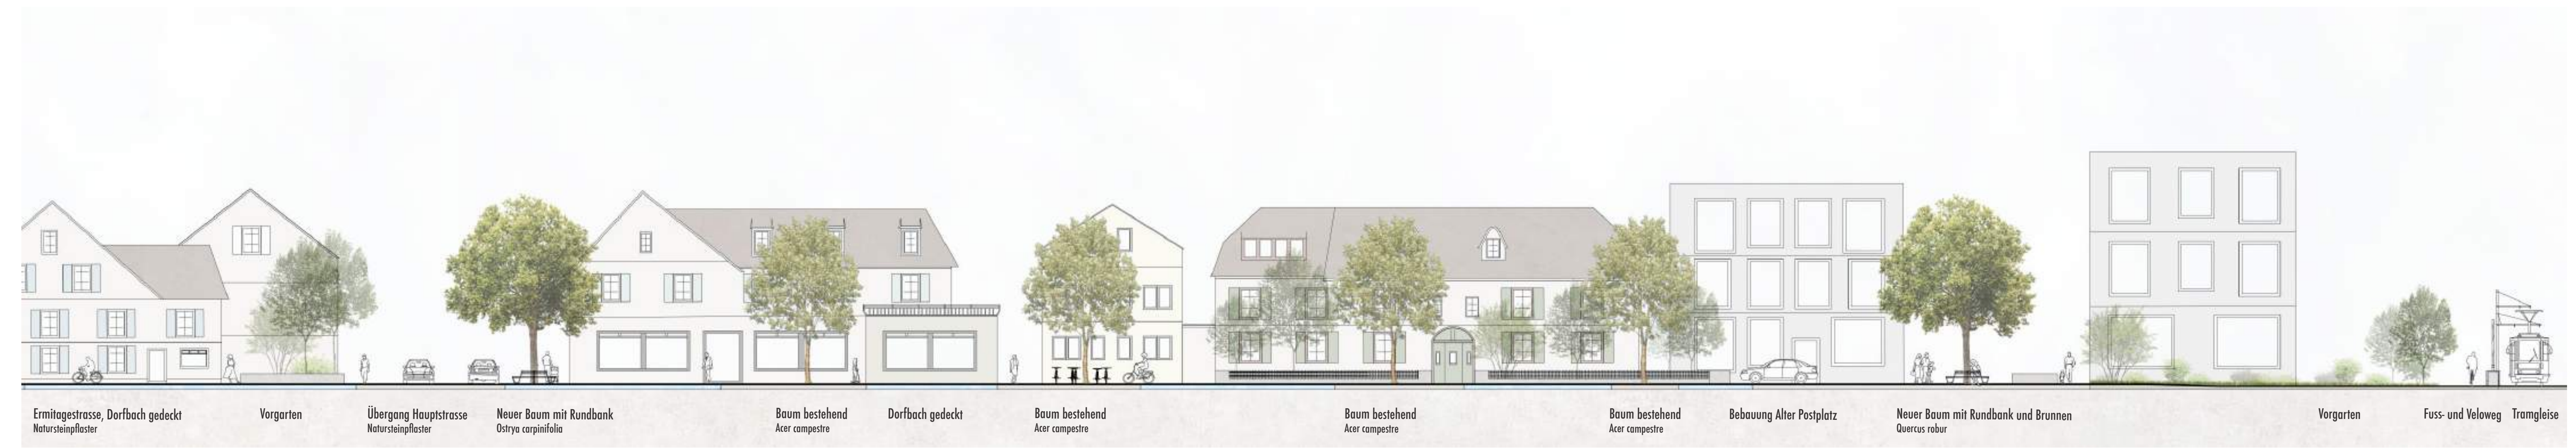 Ermitagestrasse, Dorfbach gedeckt
Natursteinpflaster
Vorgarten
Übergang Hauptstrasse
Natursteinpflaster
Neuer Baum mit Rundbank
Ostrya carpinifolia
Baum bestehend
Acer campestre
Dorfbach gedeckt
Baum bestehend
Acer campestre
Baum bestehend
Acer campestre
Baum bestehend
Acer campestre
Bebauung Alter Postplatz
Neuer Baum mit Rundbank und Brunnen
Quercus robur
Vorgarten
Fuss- und Veloweg
Tramgleise